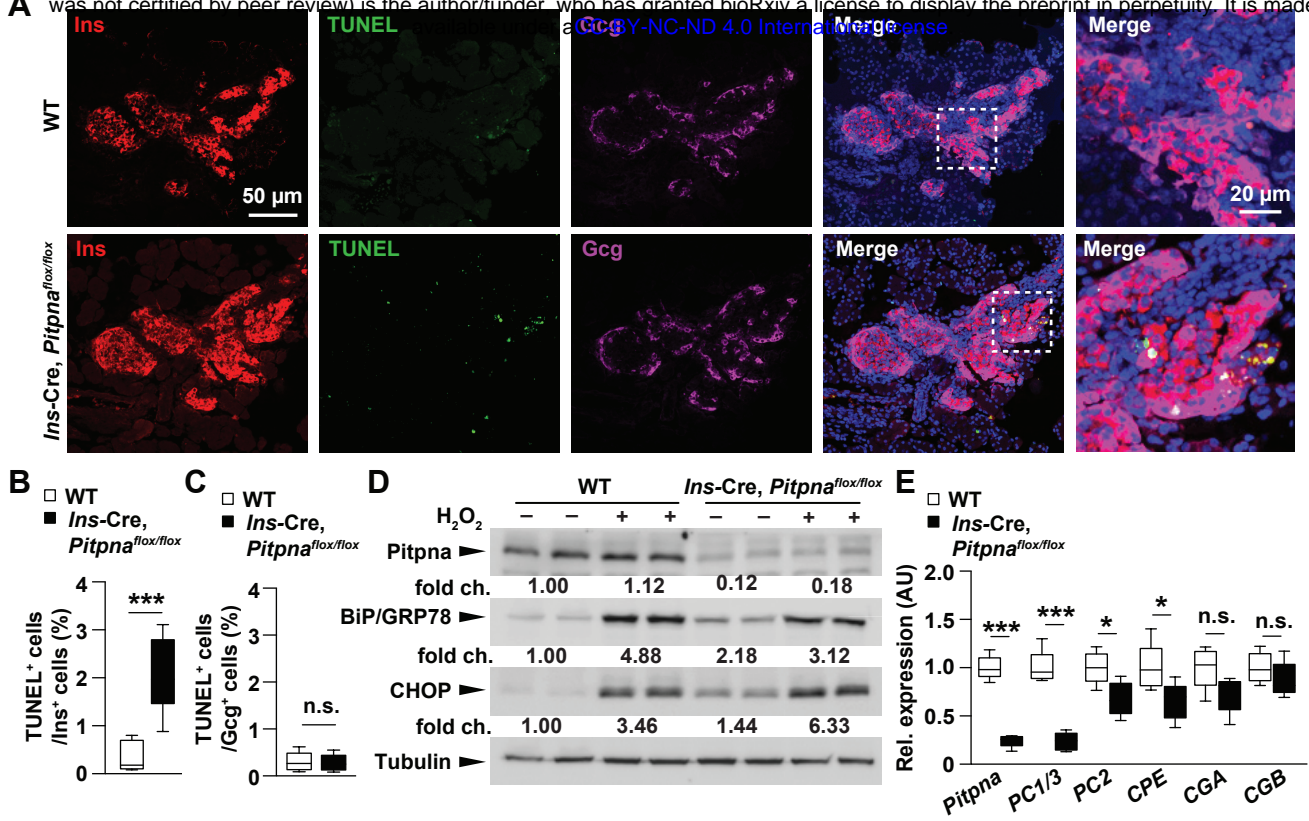 was not certified by peer review) is the author/funder, who has granted bioRxiv a license to display the preprint in perpetuity. It is made
available under aCC-BY-NC-ND 4.0 International license
A
Ins
TUNEL
Gcg
Merge
Merge
WT
50 µm
20 µm
Ins
TUNEL
Gcg
Merge
Merge
Ins-Cre, Pitpnaflox/flox
B
WT
Ins-Cre,
Pitpnaflox/flox
TUNEL+ cells
/Ins+ cells (%)
4
3
2
1
0
***
C
WT
Ins-Cre,
Pitpnaflox/flox
TUNEL+ cells
/Gcg+ cells (%)
4
3
2
1
0
n.s.
D
WT
Ins-Cre, Pitpnaflox/flox
H2O2 − − + + − − + +
Pitpna
fold ch. 1.00 1.12 0.12 0.18
BiP/GRP78
fold ch. 1.00 4.88 2.18 3.12
CHOP
fold ch. 1.00 3.46 1.44 6.33
Tubulin
E
WT
Ins-Cre,
Pitpnaflox/flox
Rel. expression (AU)
2.0
1.5
1.0
0.5
0
*** *** * * n.s. n.s.
Pitpna PC1/3 PC2 CPE CGA CGB